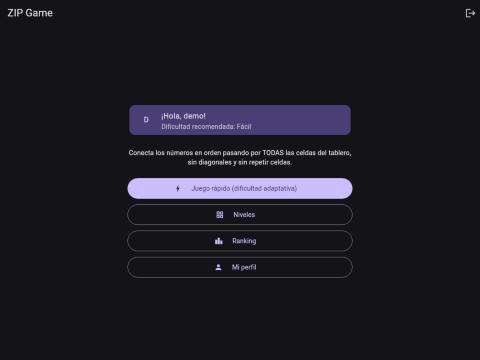 ZIP Game
D
¡Hola, demo!
Dificultad recomendada: Fácil
Conecta los números en orden pasando por TODAS las celdas del tablero,
sin diagonales y sin repetir celdas.
Juego rápido (dificultad adaptativa)
Niveles
Ranking
Mi perfil